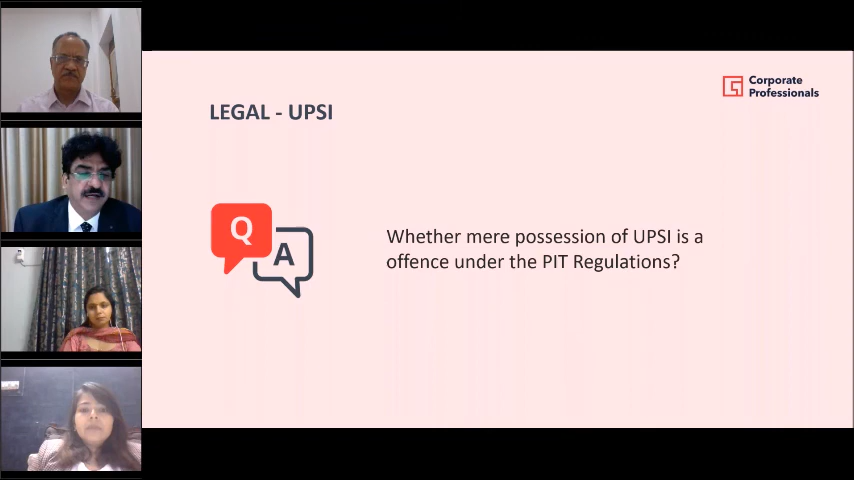 Corporate
Professionals
LEGAL - UPSI
Q
A
Whether mere possession of UPSI is a
offence under the PIT Regulations?